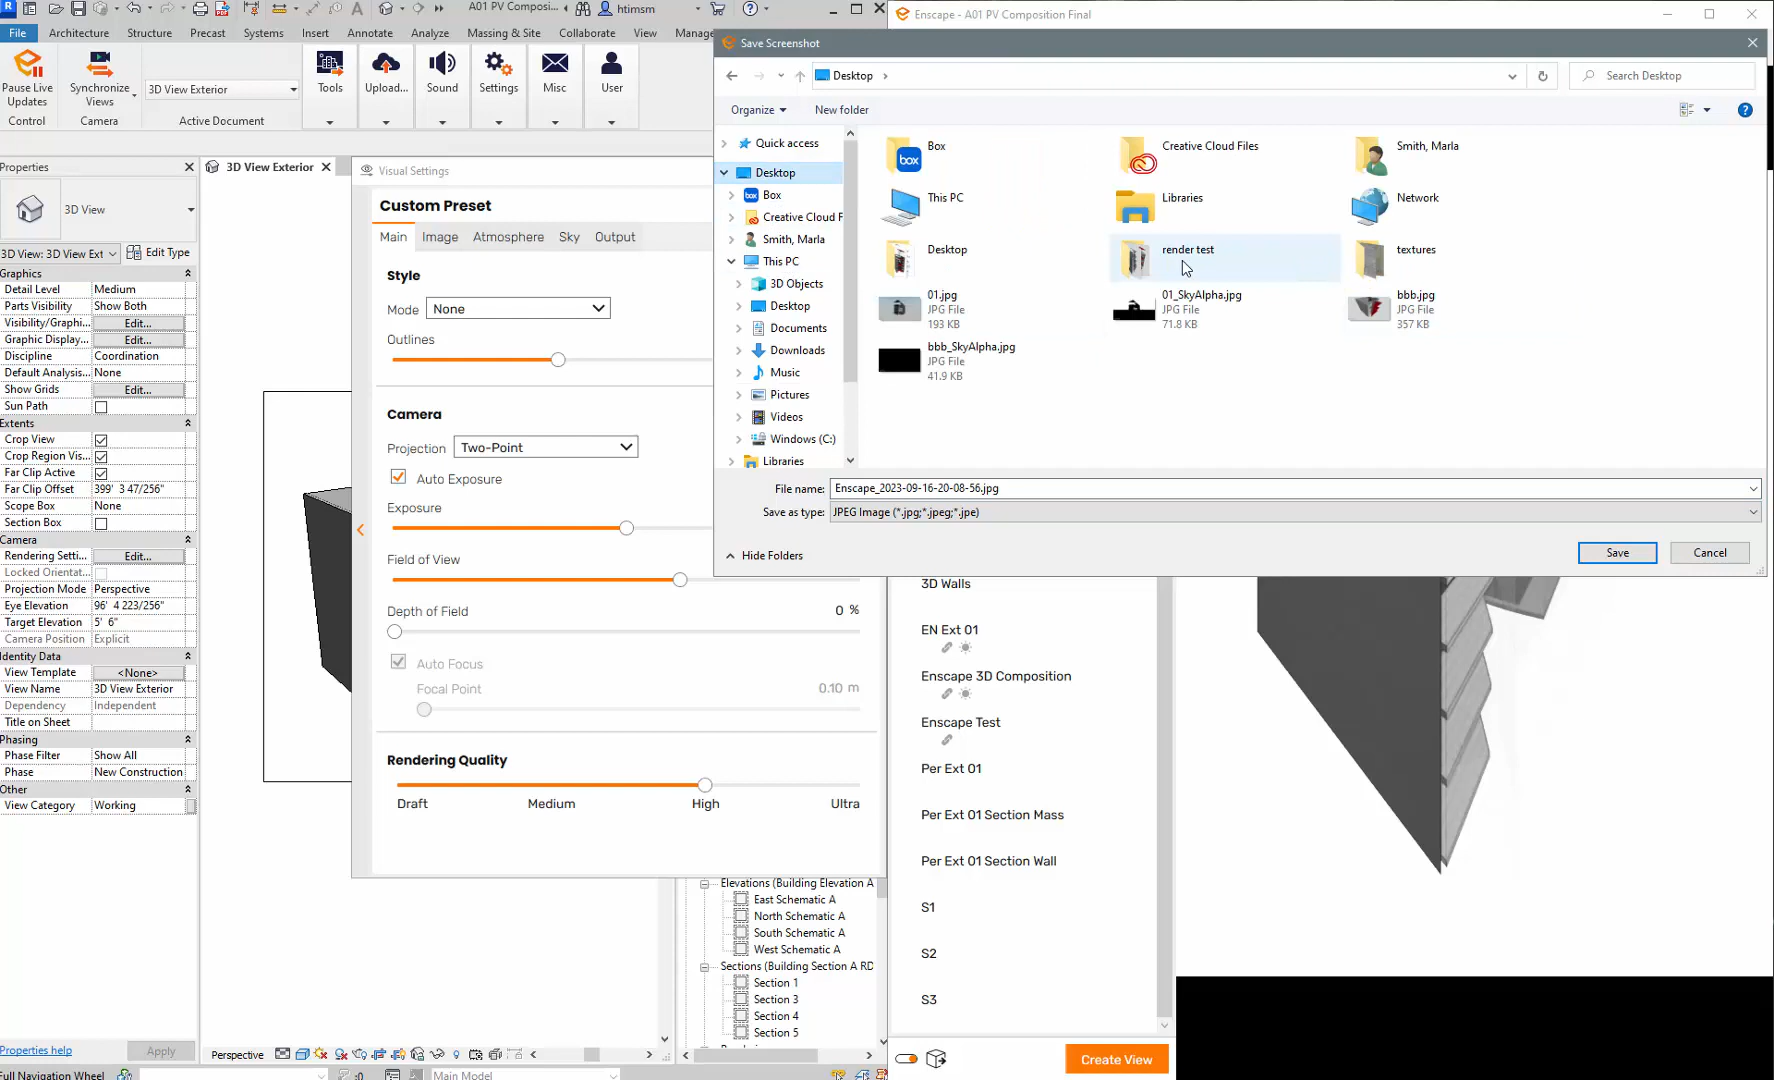 A01 PV Composi...
htimsm
File
Architecture
Structure
Precast
Systems
Insert
Annotate
Analyze
Massing & Site
Collaborate
View
Manage
Pause Live
Updates
Synchronize
Views
3D View Exterior
Tools
Upload...
Sound
Settings
Misc
User
Control
Camera
Active Document
Properties
3D View Exterior
3D View
3D View: 3D View Ext
Edit Type
Graphics
Detail Level Medium
Parts Visibility Show Both
Visibility/Graphi... Edit...
Graphic Display... Edit...
Discipline Coordination
Default Analysis... None
Show Grids Edit...
Sun Path
Extents
Crop View
Crop Region Vis...
Far Clip Active
Far Clip Offset 399' 3 47/256"
Scope Box None
Section Box
Camera
Rendering Setti... Edit...
Locked Orientat...
Projection Mode Perspective
Eye Elevation 96' 4 223/256"
Target Elevation 5' 6"
Camera Position Explicit
Identity Data
View Template <None>
View Name 3D View Exterior
Dependency Independent
Title on Sheet
Phasing
Phase Filter Show All
Phase New Construction
Other
View Category Working
Properties help
Apply
Full Navigation Wheel
Visual Settings
Custom Preset
Main Image Atmosphere Sky Output
Style
Mode None
Outlines
Camera
Projection Two-Point
Auto Exposure
Exposure
Field of View
Depth of Field 0 %
Auto Focus
Focal Point 0.10 m
Rendering Quality
Draft Medium High Ultra
Elevations (Building Elevation A
East Schematic A
North Schematic A
South Schematic A
West Schematic A
Sections (Building Section A RD
Section 1
Section 3
Section 4
Section 5
Perspective
:0
Main Model
Enscape - A01 PV Composition Final
Save Screenshot
Desktop
Search Desktop
Organize
New folder
Quick access
Desktop
Box
Creative Cloud F
Smith, Marla
This PC
3D Objects
Desktop
Documents
Downloads
Music
Pictures
Videos
Windows (C:)
Libraries
Box
box
Creative Cloud Files
Smith, Marla
This PC
Libraries
Network
Desktop
render test
textures
01.jpg
JPG File
193 KB
01_SkyAlpha.jpg
JPG File
71.8 KB
bbb.jpg
JPG File
357 KB
bbb_SkyAlpha.jpg
JPG File
41.9 KB
File name: Enscape_2023-09-16-20-08-56.jpg
Save as type: JPEG Image (*.jpg;*.jpeg;*.jpe)
Hide Folders
Save
Cancel
3D Walls
EN Ext 01
Enscape 3D Composition
Enscape Test
Per Ext 01
Per Ext 01 Section Mass
Per Ext 01 Section Wall
S1
S2
S3
Create View